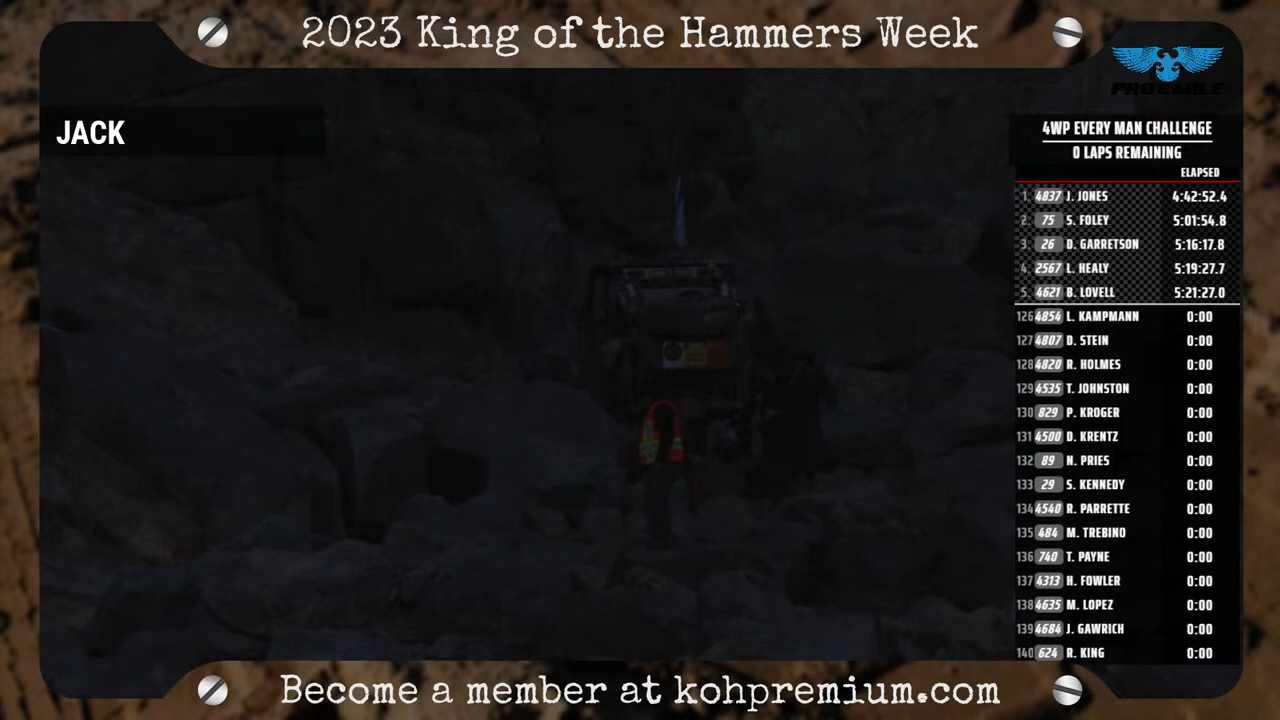 2023 King of the Hammers Week
PRO EAGLE
JACK
4WP EVERY MAN CHALLENGE
0 LAPS REMAINING
ELAPSED
1. 4837 J. JONES 4:42:52.4
2. 75 S. FOLEY 5:01:54.8
3. 26 D. GARRETSON 5:16:17.8
4. 2567 L. HEALY 5:19:27.7
5. 4621 B. LOVELL 5:21:27.0
126 4854 L. KAMPMANN 0:00
127 4807 D. STEIN 0:00
128 4820 R. HOLMES 0:00
129 4535 T. JOHNSTON 0:00
130 829 P. KROGER 0:00
131 4500 D. KRENTZ 0:00
132 89 N. PRIES 0:00
133 29 S. KENNEDY 0:00
134 4540 R. PARRETTE 0:00
135 484 M. TREBINO 0:00
136 740 T. PAYNE 0:00
137 4313 H. FOWLER 0:00
138 4635 M. LOPEZ 0:00
139 4684 J. GAWRICH 0:00
140 624 R. KING 0:00
Become a member at kohpremium.com